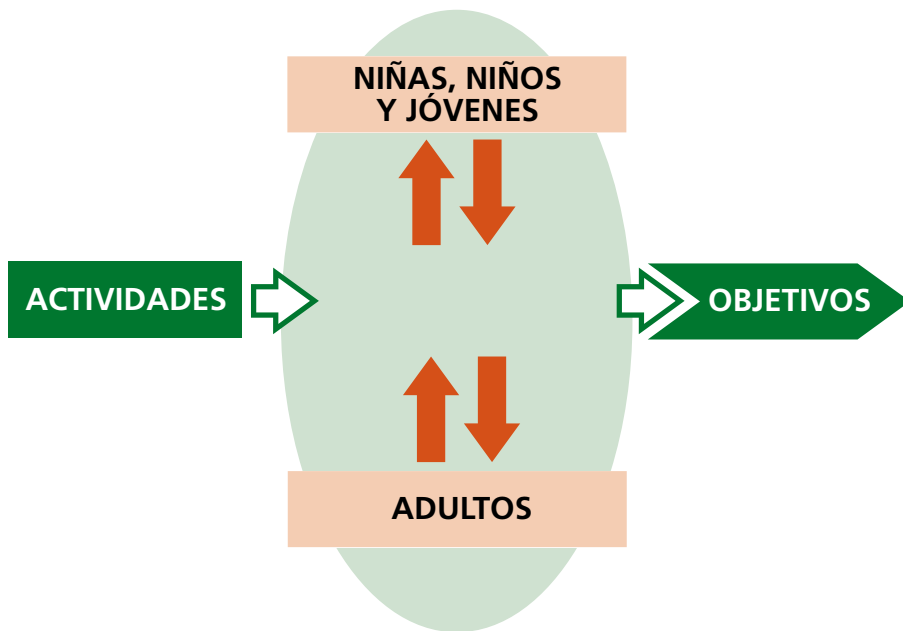 NIÑAS, NIÑOS
Y JÓVENES
ACTIVIDADES
OBJETIVOS
ADULTOS